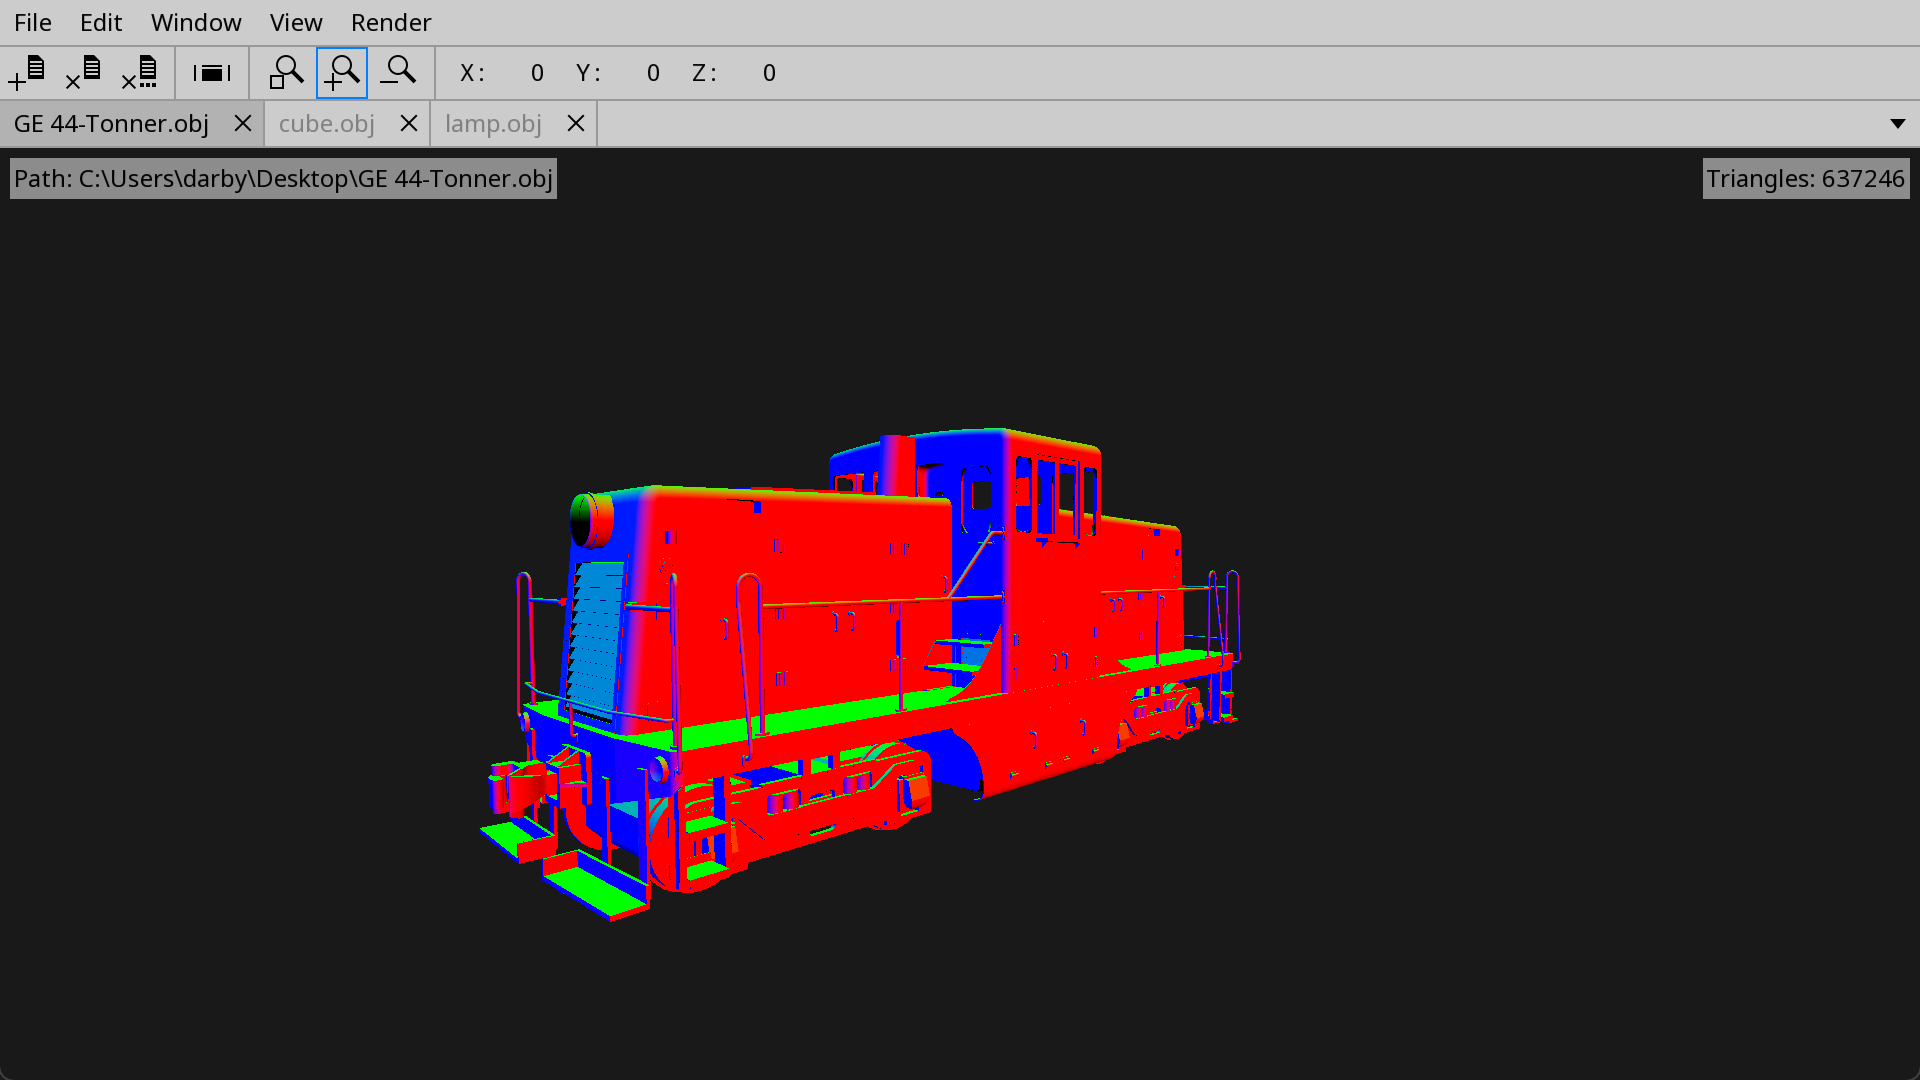 File Edit Window View Render
X: 0 Y: 0 Z: 0
GE 44-Tonner.obj cube.obj lamp.obj
Path: C:\Users\darby\Desktop\GE 44-Tonner.obj Triangles: 637246